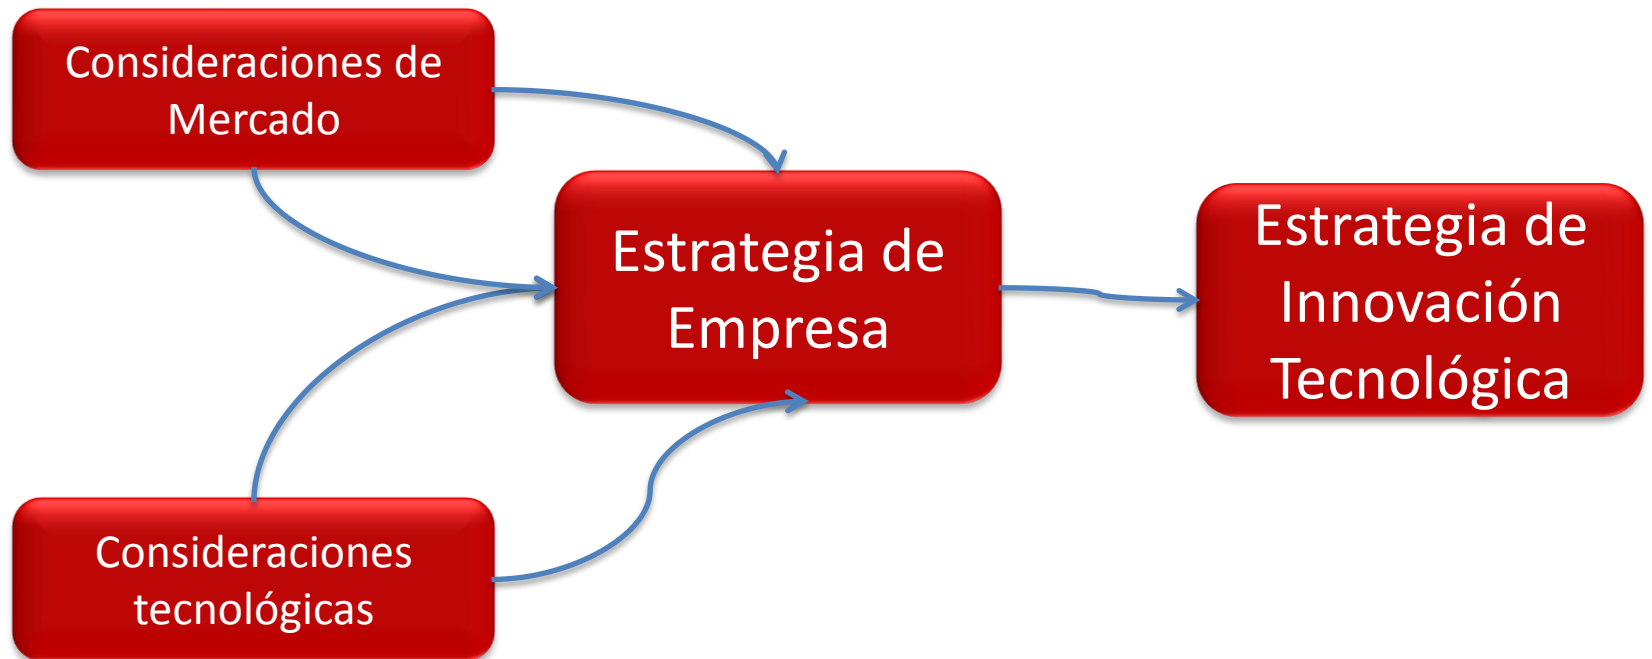 Consideraciones de
Mercado
Estrategia de
Empresa
Estrategia de
Innovación
Tecnológica
Consideraciones
tecnológicas